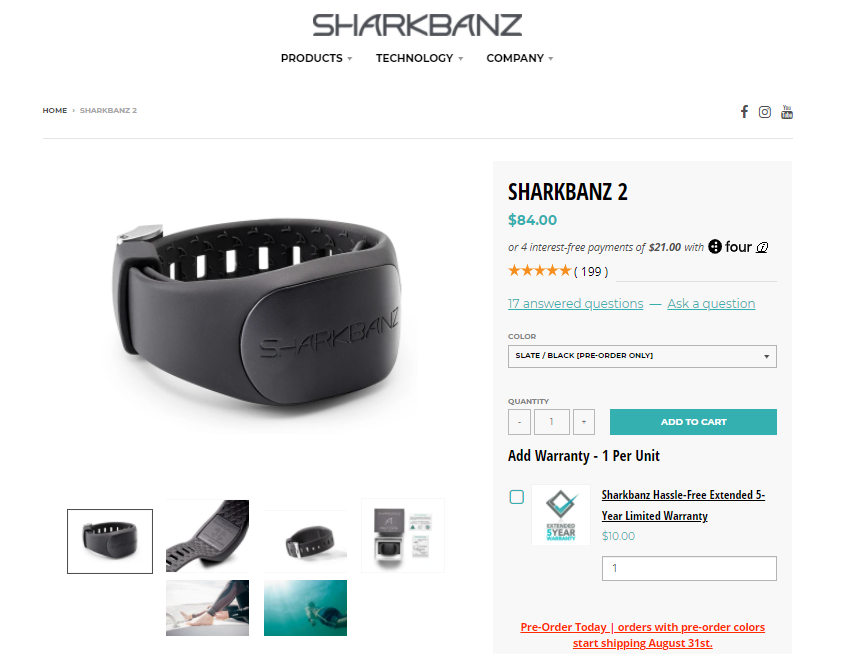 SHARKBANZ
PRODUCTS TECHNOLOGY COMPANY
HOME › SHARKBANZ 2
You
Tube
SHARKBANZ
SHARKBANZ 2
$84.00
or 4 interest-free payments of $21.00 with four i
( 199 )
17 answered questions — Ask a question
COLOR
SLATE / BLACK [PRE-ORDER ONLY]
QUANTITY
- 1 +
ADD TO CART
Add Warranty - 1 Per Unit
EXTENDED
5YEAR
WARRANTY
Sharkbanz Hassle-Free Extended 5-
Year Limited Warranty
$10.00
1
Pre-Order Today | orders with pre-order colors
start shipping August 31st.